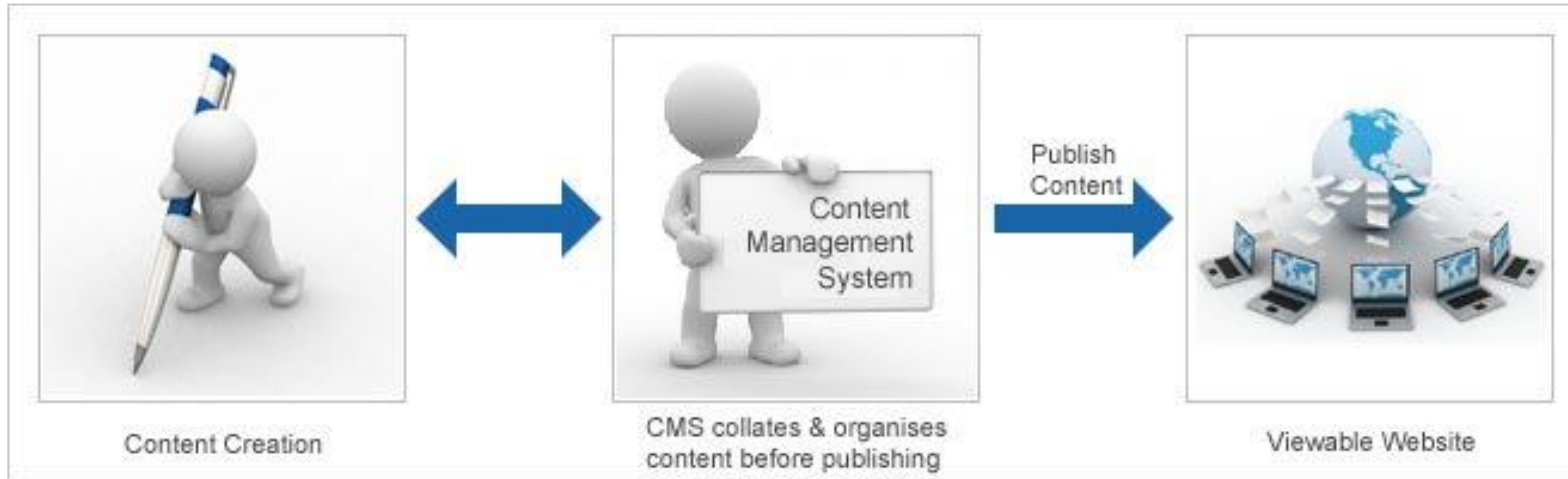 Content
Management
System
Publish
Content
Content Creation
CMS collates & organises
content before publishing
Viewable Website